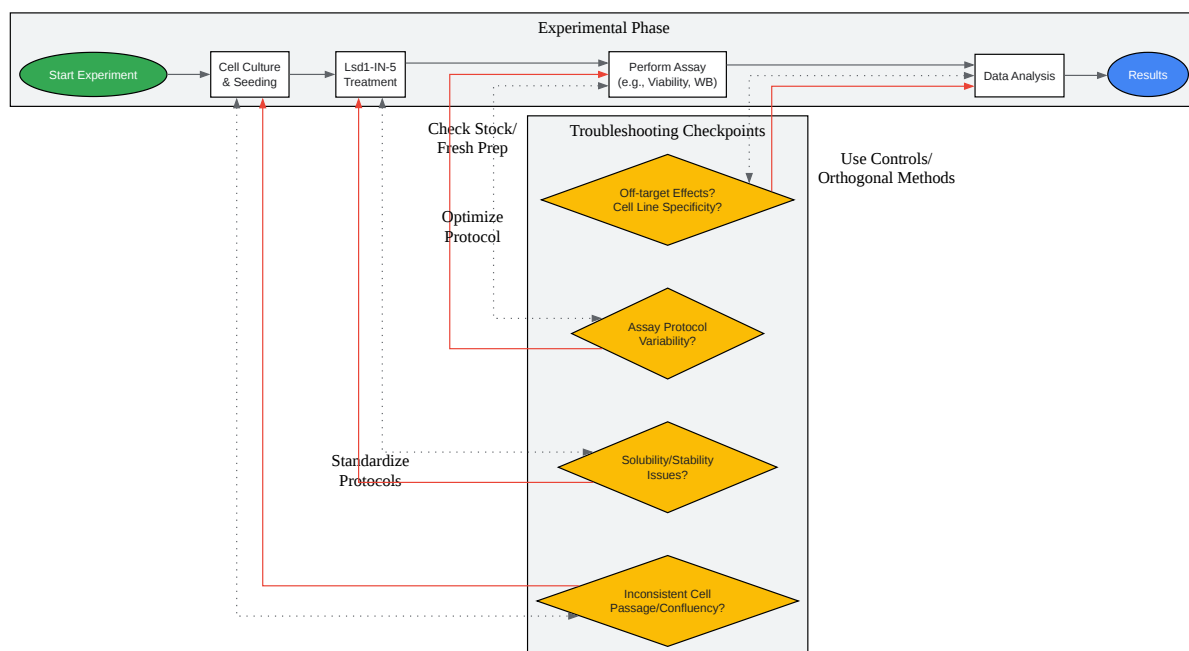 Experimental Phase
Start Experiment
Cell Culture
& Seeding
Lsd1-IN-5
Treatment
Perform Assay
(e.g., Viability, WB)
Data Analysis
Results
Check Stock/
Fresh Prep
Troubleshooting Checkpoints
Use Controls/
Orthogonal Methods
Off-target Effects?
Cell Line Specificity?
Optimize
Protocol
Assay Protocol
Variability?
Standardize
Protocols
Solubility/Stability
Issues?
Inconsistent Cell
Passage/Confluency?